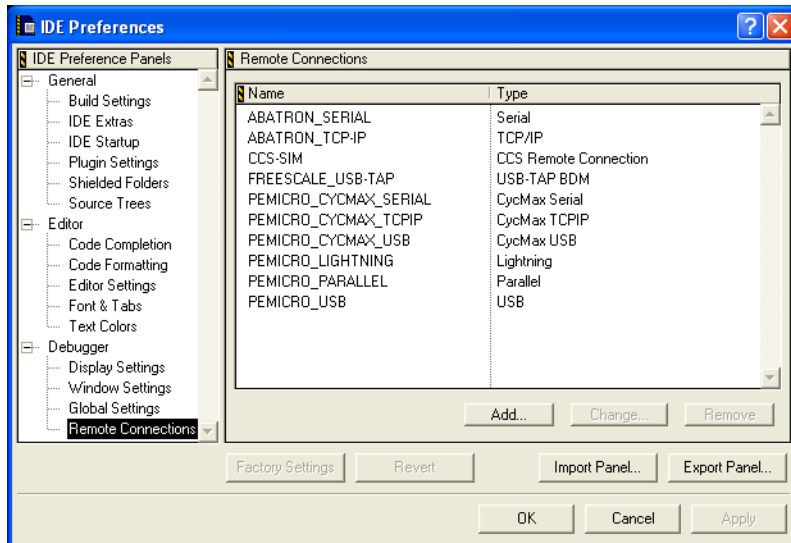 IDE Preferences
IDE Preference Panels
General
Build Settings
IDE Extras
IDE Startup
Plugin Settings
Shielded Folders
Source Trees
Editor
Code Completion
Code Formatting
Editor Settings
Font & Tabs
Text Colors
Debugger
Display Settings
Window Settings
Global Settings
Remote Connections
Remote Connections
Name Type
ABATRON_SERIAL Serial
ABATRON_TCP-IP TCP/IP
CCS-SIM CCS Remote Connection
FREESCALE_USB-TAP USB-TAP BDM
PEMICRO_CYCMAX_SERIAL CycMax Serial
PEMICRO_CYCMAX_TCPIP CycMax TCPIP
PEMICRO_CYCMAX_USB CycMax USB
PEMICRO_LIGHTNING Lightning
PEMICRO_PARALLEL Parallel
PEMICRO_USB USB
Add... Change... Remove
Factory Settings Revert Import Panel... Export Panel...
OK Cancel Apply